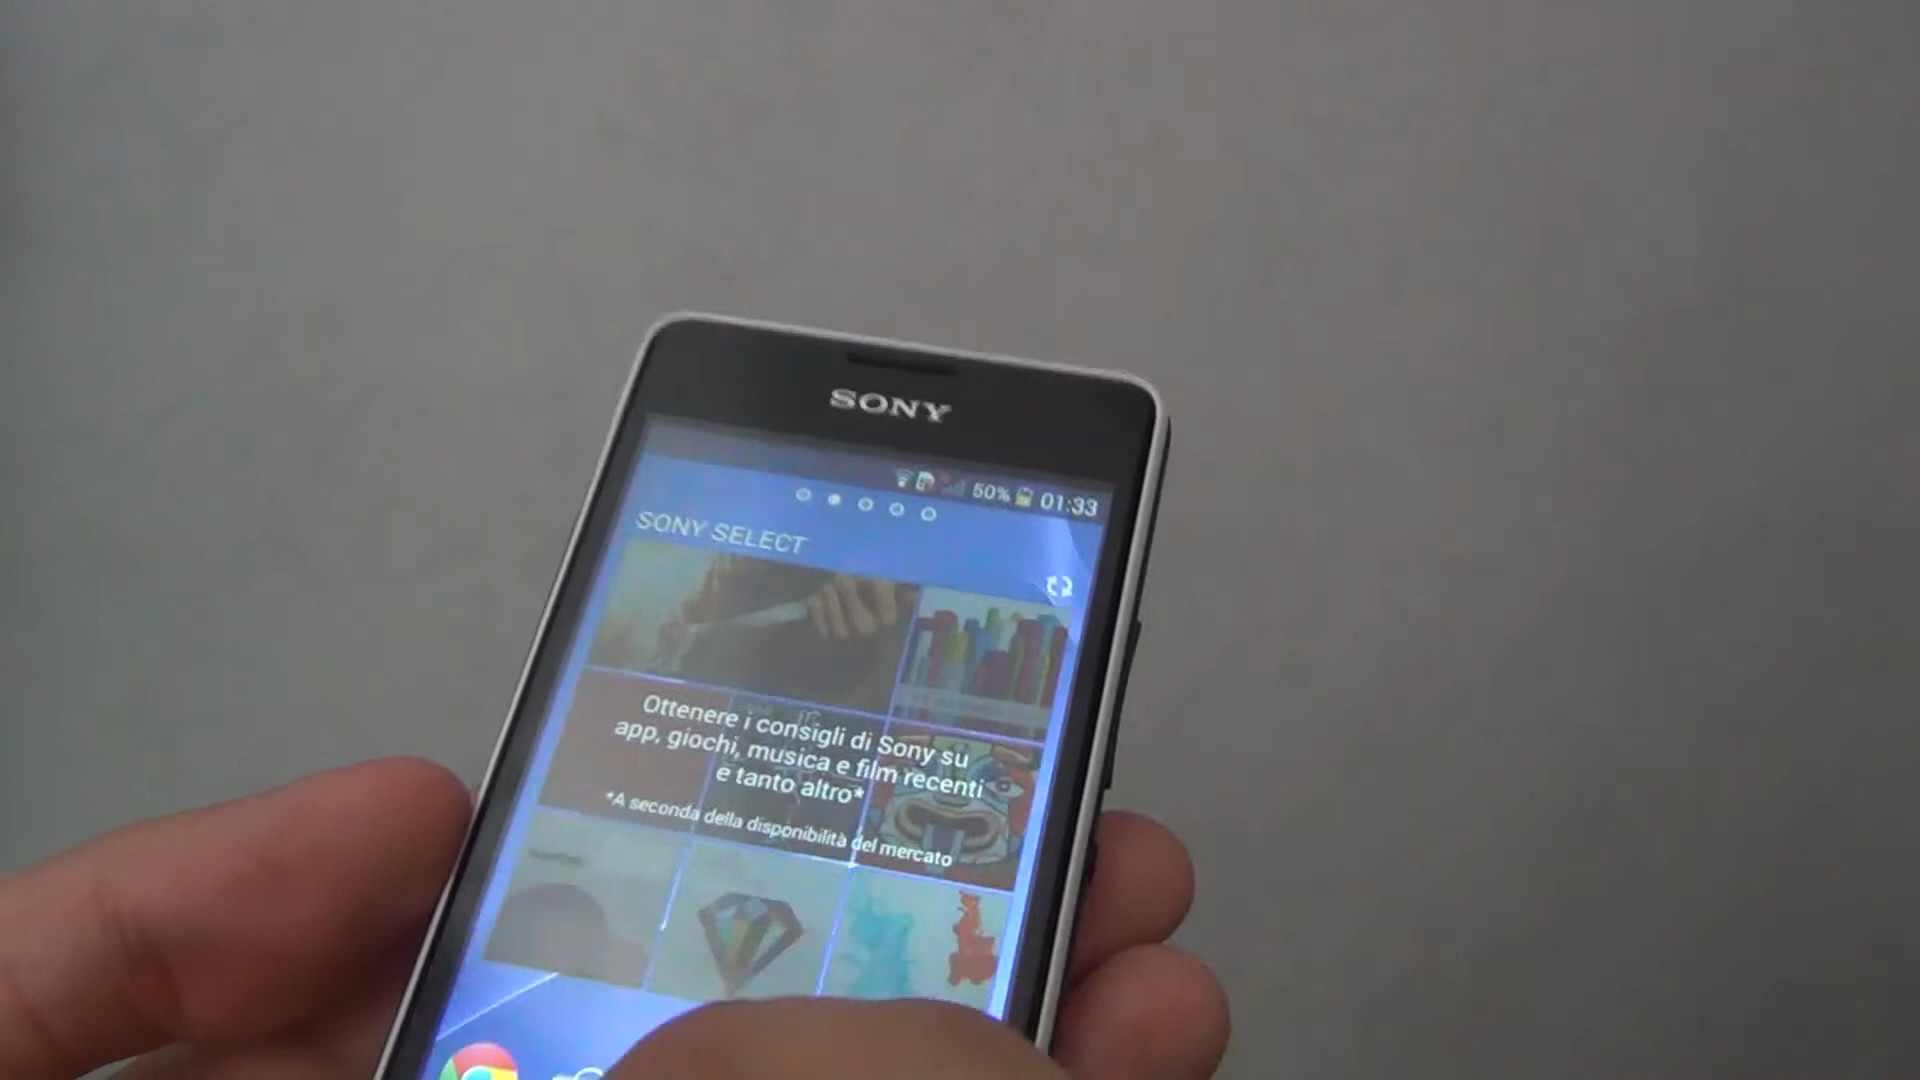 SONY
50% 01:33
SONY SELECT
Ottenere i consigli di Sony su
app, giochi, musica e film recenti
e tanto altro*
*A seconda della disponibilità del mercato